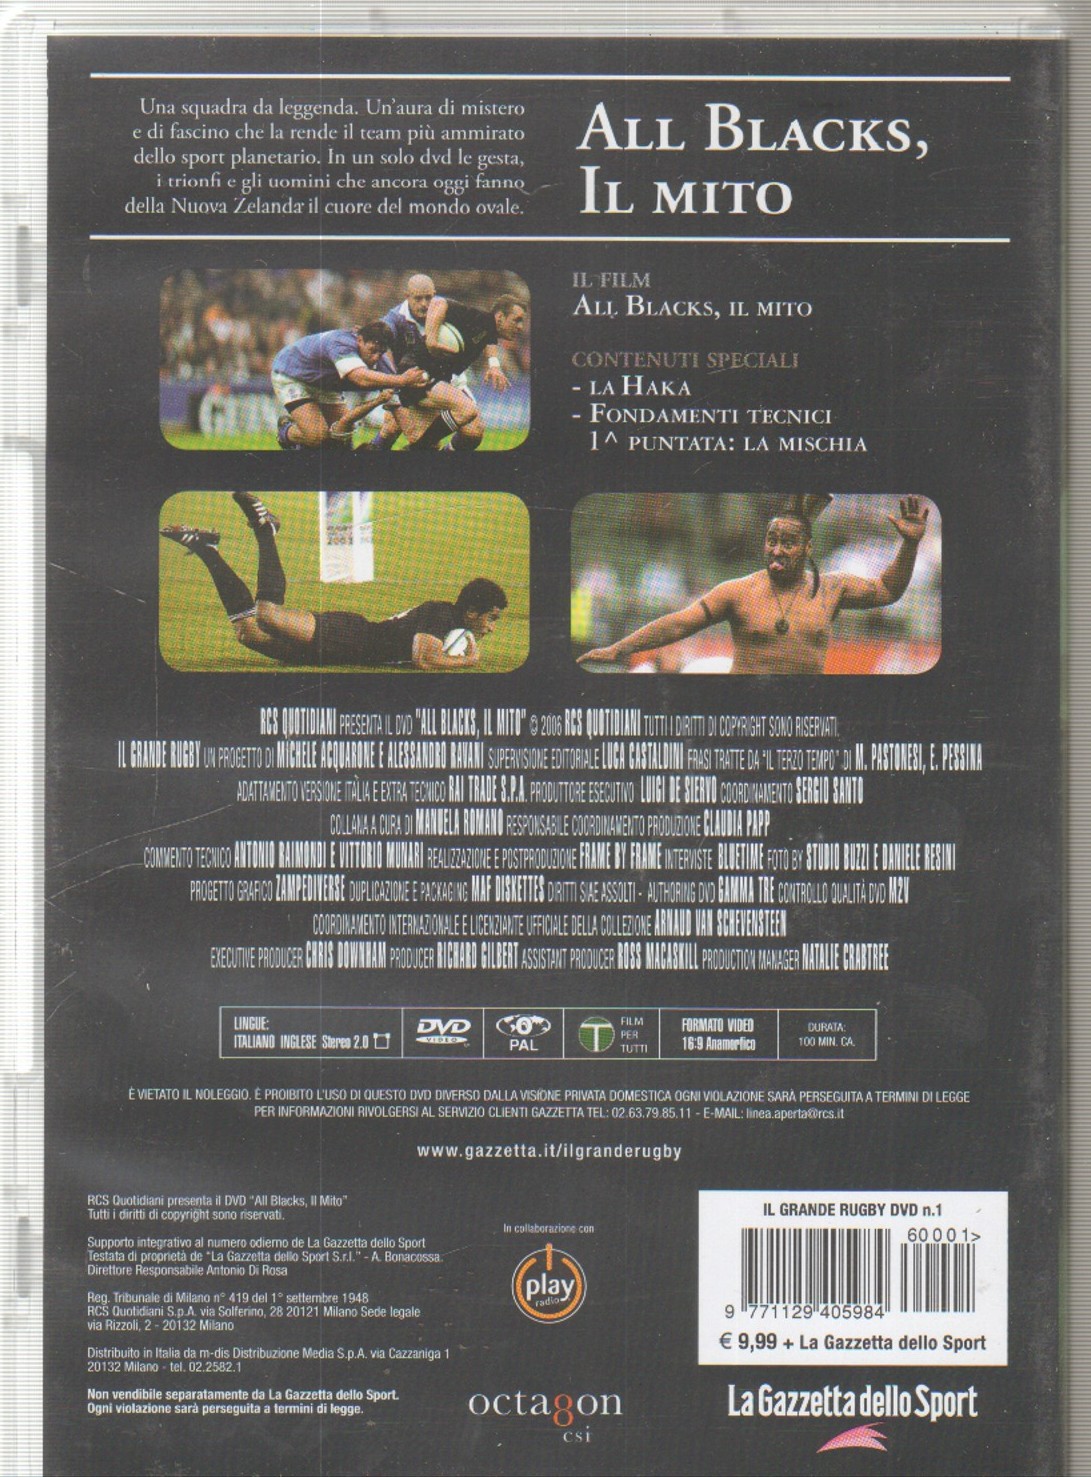 Una squadra da leggenda. Un'aura di mistero
e di fascino che la rende il team più ammirato
dello sport planetario. In un solo dvd le gesta,
i trionfi e gli uomini che ancora oggi fanno
della Nuova Zelanda il cuore del mondo ovale.
ALL BLACKS,
IL MITO
IL FILM
ALL BLACKS, IL MITO
CONTENUTI SPECIALI
- LA HAKA
- FONDAMENTI TECNICI
1^ PUNTATA: LA MISCHIA
RCS QUOTIDIANI PRESENTA IL DVD "ALL BLACKS, IL MITO" © 2006 RCS QUOTIDIANI TUTTI I DIRITTI DI COPYRIGHT SONO RISERVATI.
IL GRANDE RUGBY UN PROGETTO DI MICHELE ACQUARONE E ALESSANDRO RAVANI SUPERVISIONE EDITORIALE LUCA CASTALDINI FRASI TRATTE DA "IL TERZO TEMPO" DI M. PASTONESI, E. PESSINA
ADATTAMENTO VERSIONE ITALIA E EXTRA TECNICO RAI TRADE S.P.A. PRODUTTORE ESECUTIVO LUIGI DE SIERVO COORDINAMENTO SERGIO SANTO
COLLANA A CURA DI MANUELA ROMANO RESPONSABILE COORDINAMENTO PRODUZIONE CLAUDIA PAPP
COMMENTO TECNICO ANTONIO RAIMONDI E VITTORIO MUNARI REALIZZAZIONE E POSTPRODUZIONE FRAME BY FRAME INTERVISTE BLUETIME FOTO BY STUDIO BUZZI E DANIELE RESINI
PROGETTO GRAFICO ZAMPEDIVERSE DUPLICAZIONE E PACKAGING MAF DISKETTES DIRITTI SIAE ASSOLTI - AUTHORING DVD GAMMA TRE CONTROLLO QUALITÀ DVD M2V
COORDINAMENTO INTERNAZIONALE E LICENZIANTE UFFICIALE DELLA COLLEZIONE ARNAUD VAN SCHEVENSTEEN
EXECUTIVE PRODUCER CHRIS DOWNHAM PRODUCER RICHARD GILBERT ASSISTANT PRODUCER ROSS MACASKILL PRODUCTION MANAGER NATALIE CRABTREE
LINGUE:
ITALIANO INGLESE Stereo 2.0
DVD
VIDEO
0
PAL
T
FILM
PER
TUTTI
FORMATO VIDEO
16:9 Anamorfico
DURATA:
100 MIN. CA.
È VIETATO IL NOLEGGIO. È PROIBITO L'USO DI QUESTO DVD DIVERSO DALLA VISIONE PRIVATA DOMESTICA OGNI VIOLAZIONE SARÀ PERSEGUITA A TERMINI DI LEGGE
PER INFORMAZIONI RIVOLGERSI AL SERVIZIO CLIENTI GAZZETTA TEL: 02.63.79.85.11 - E-MAIL: linea.aperta@rcs.it
www.gazzetta.it/ilgranderugby
RCS Quotidiani presenta il DVD "All Blacks, Il Mito"
Tutti i diritti di copyright sono riservati.
Supporto integrativo al numero odierno de La Gazzetta dello Sport
Testata di proprietà de "La Gazzetta dello Sport S.r.l." - A. Bonacossa.
Direttore Responsabile Antonio Di Rosa
Reg. Tribunale di Milano n° 419 del 1° settembre 1948
RCS Quotidiani S.p.A. via Solferino, 28 20121 Milano Sede legale
via Rizzoli, 2 - 20132 Milano
Distribuito in Italia da m-dis Distribuzione Media S.p.A. via Cazzaniga 1
20132 Milano - tel. 02.2582.1
Non vendibile separatamente da La Gazzetta dello Sport.
Ogni violazione sarà perseguita a termini di legge.
In collaborazione con
play
radio
octagon
csi
IL GRANDE RUGBY DVD n.1
60001>
9 771129 405984
€ 9,99 + La Gazzetta dello Sport
La Gazzetta dello Sport